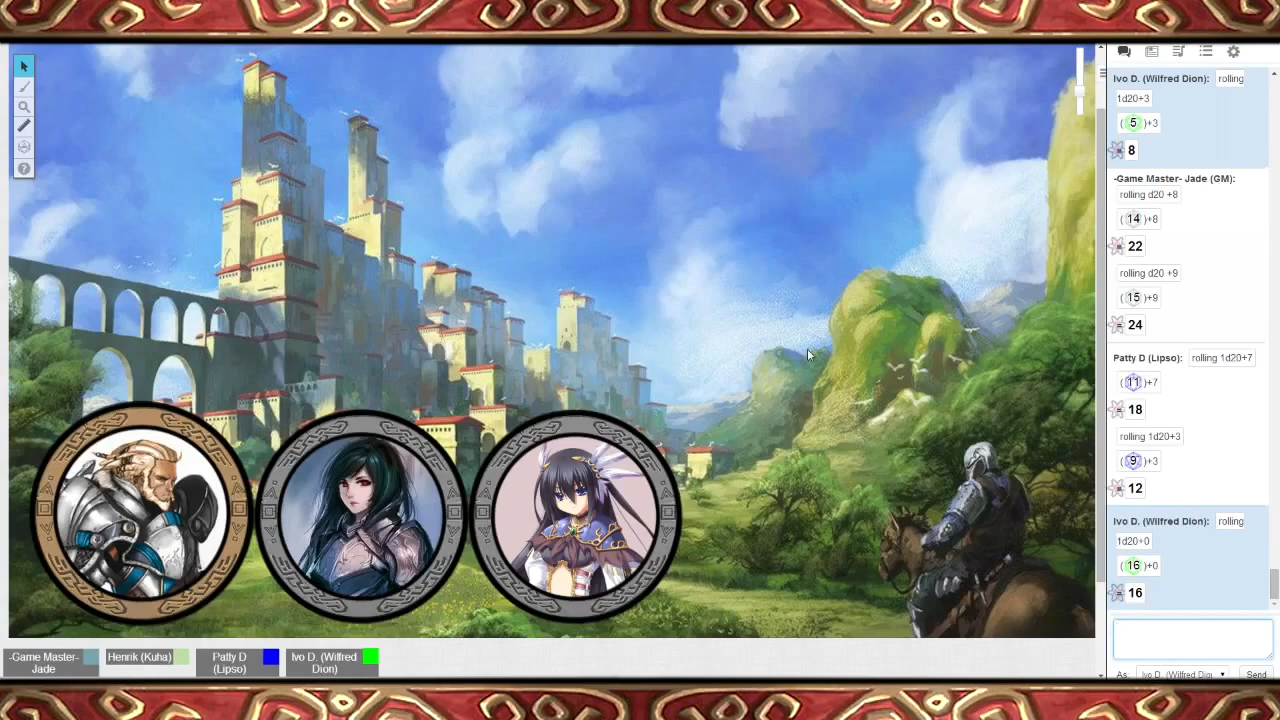 Ivo D. (Wilfred Dion): rolling
1d20+3
(5)+3
= 8
-Game Master- Jade (GM):
rolling d20 +8
(14)+8
= 22
rolling d20 +9
(15)+9
= 24
Patty D (Lipso): rolling 1d20+7
(11)+7
= 18
rolling 1d20+3
(9)+3
= 12
Ivo D. (Wilfred Dion): rolling
1d20+0
(16)+0
= 16
As: Ivo D. (Wilfred Dio Send
-Game Master-
Jade
Henrik (Kuha)
Patty D
(Lipso)
Ivo D. (Wilfred
Dion)